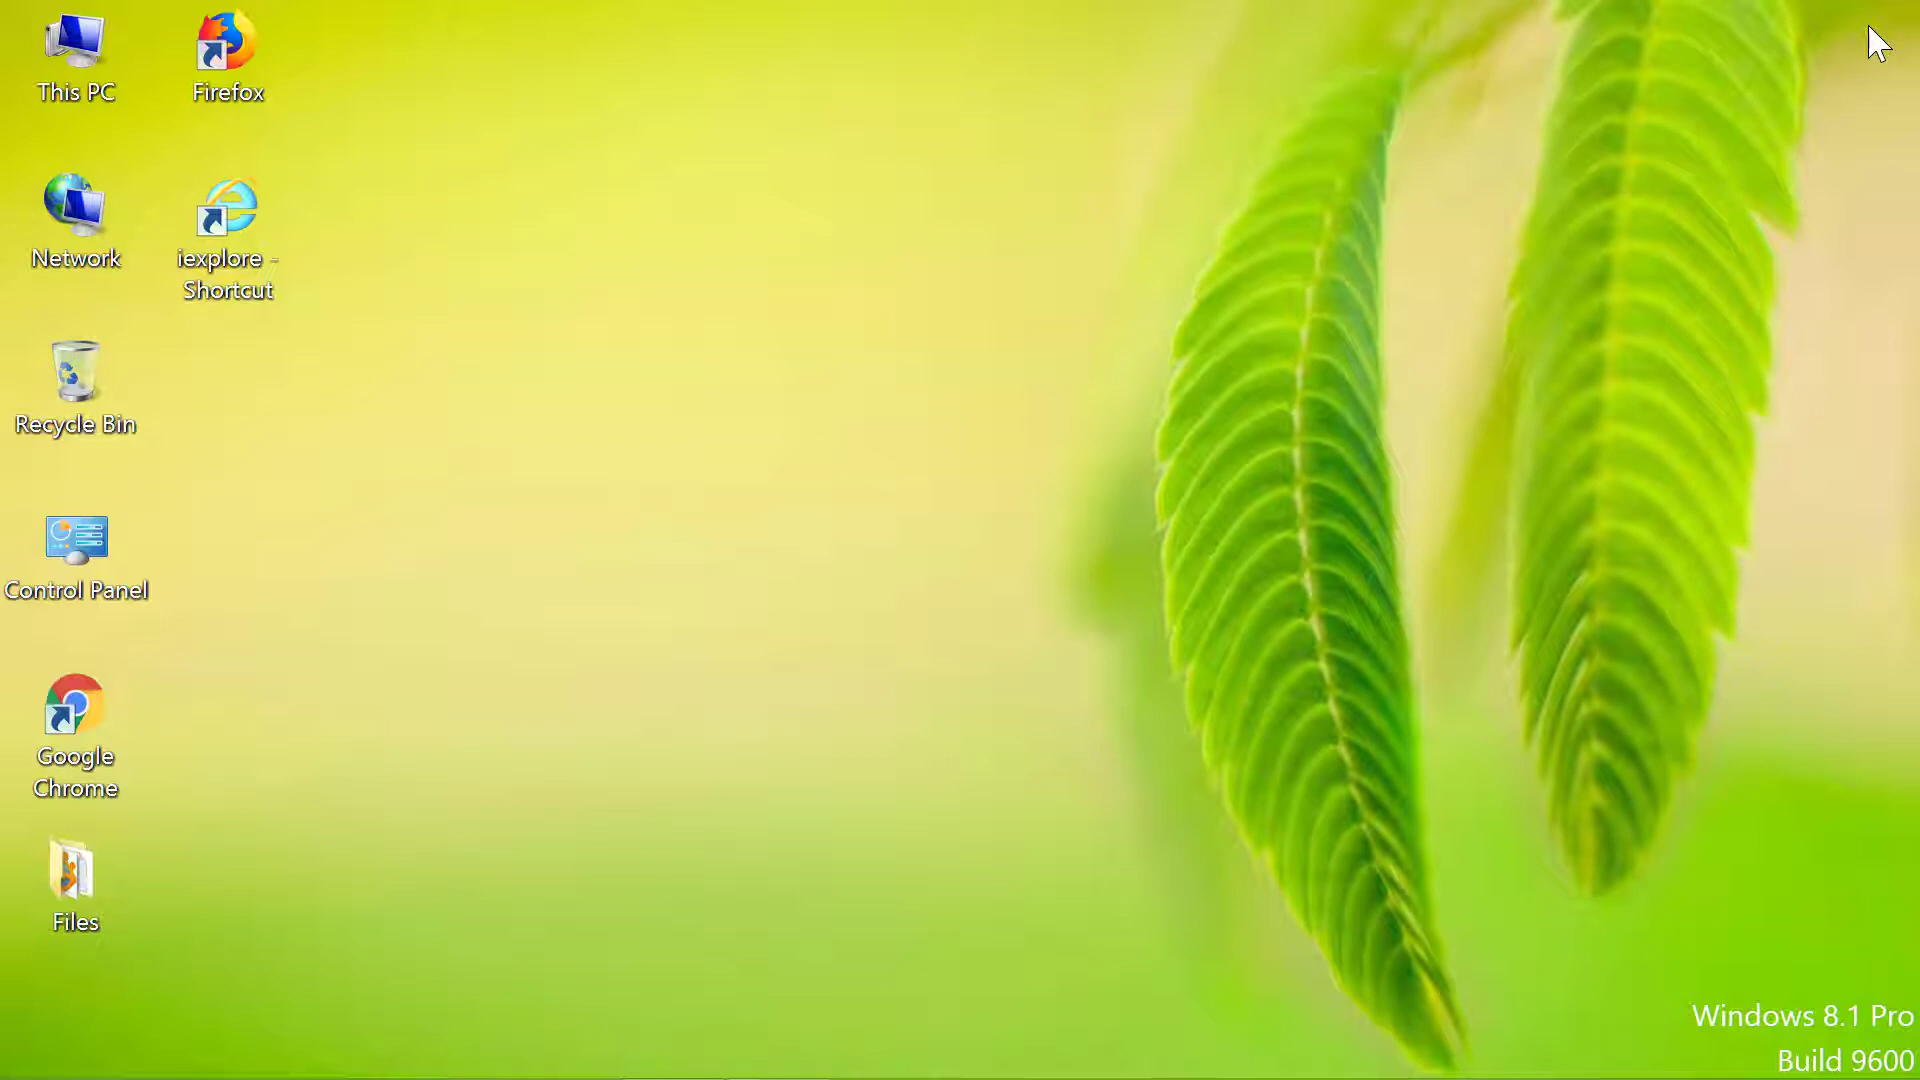 This PC
Firefox
Network
iexplore -
Shortcut
Recycle Bin
Control Panel
Google
Chrome
Files
Windows 8.1 Pro
Build 9600